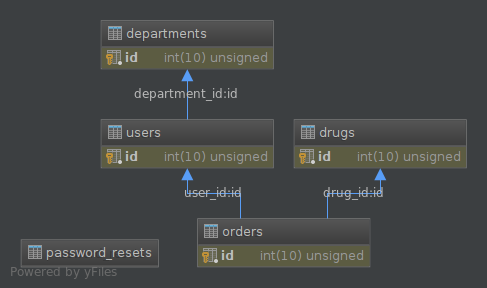 departments
id int(10) unsigned
department_id:id
users
id int(10) unsigned
drugs
id int(10) unsigned
user_id:id
drug_id:id
orders
id int(10) unsigned
password_resets
Powered by yFiles